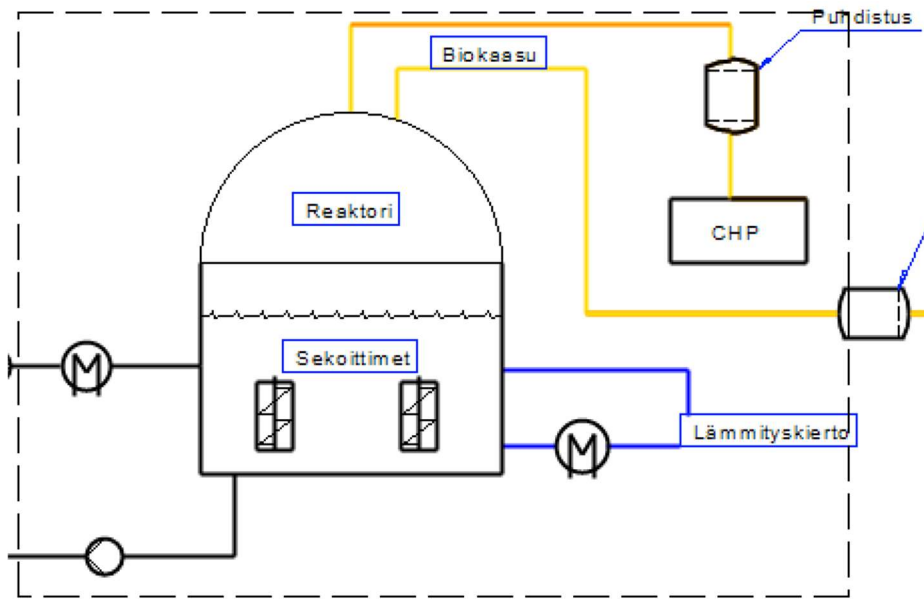 Puhdistus
Biokaasu
Reaktori
CHP
Sekoittimet
Lämmityskierto